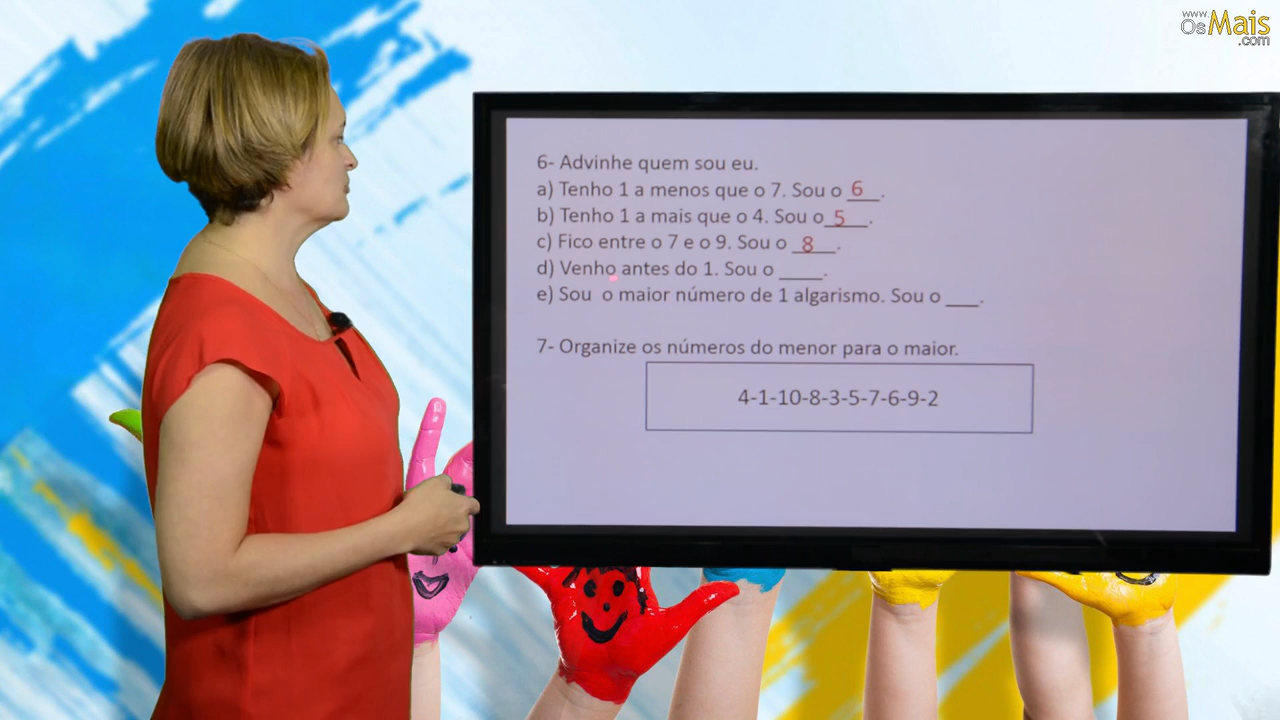 www
OsMais
.com
6- Advinhe quem sou eu.
a) Tenho 1 a menos que o 7. Sou o 6.
b) Tenho 1 a mais que o 4. Sou o 5.
c) Fico entre o 7 e o 9. Sou o 8.
d) Venho antes do 1. Sou o ____.
e) Sou o maior número de 1 algarismo. Sou o ___.
7- Organize os números do menor para o maior.
4-1-10-8-3-5-7-6-9-2